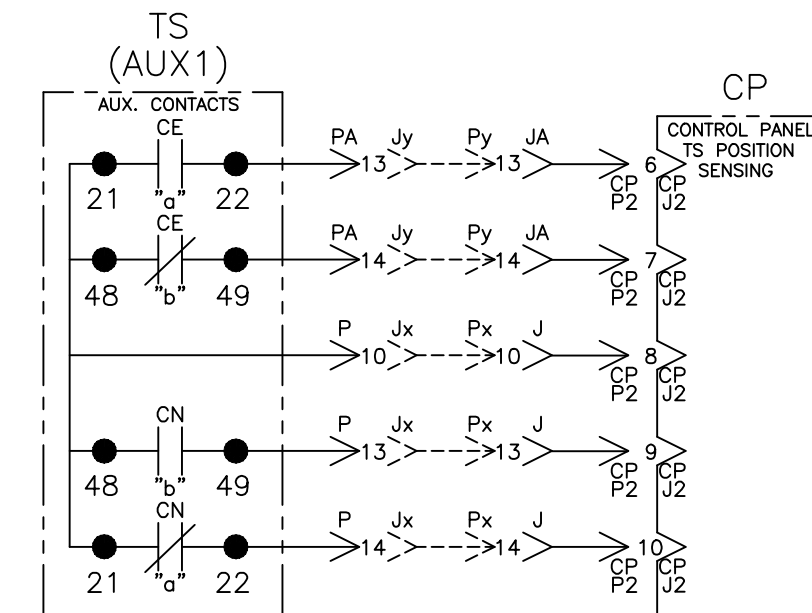 TS
(AUX1)
AUX. CONTACTS
CP
CONTROL PANEL
TS POSITION
SENSING
CE
21 "a" 22
PA 13 Jy Py 13 JA
CP P2 6 CP J2
CE
48 "b" 49
PA 14 Jy Py 14 JA
CP P2 7 CP J2
P 10 Jx Px 10 J
CP P2 8 CP J2
CN
48 "b" 49
P 13 Jx Px 13 J
CP P2 9 CP J2
CN
21 "a" 22
P 14 Jx Px 14 J
CP P2 10 CP J2